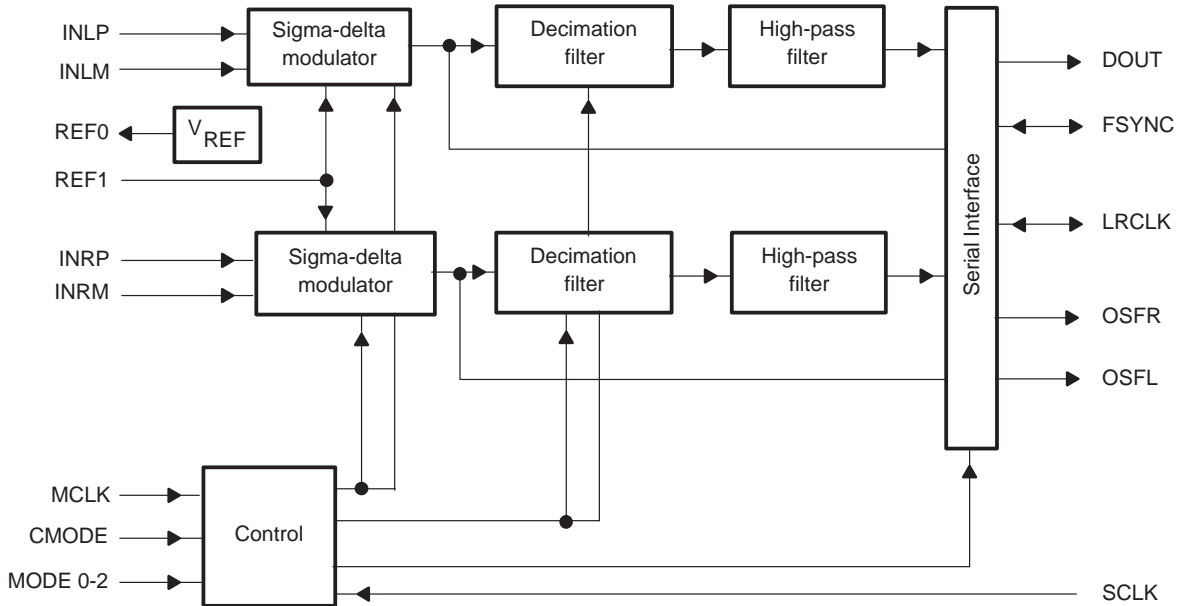 INLP
INLM
REF0
REF1
INRP
INRM
MCLK
CMODE
MODE 0-2
Sigma-delta
modulator
Decimation
filter
High-pass
filter
VREF
Sigma-delta
modulator
Decimation
filter
High-pass
filter
Control
Serial Interface
DOUT
FSYNC
LRCLK
OSFR
OSFL
SCLK